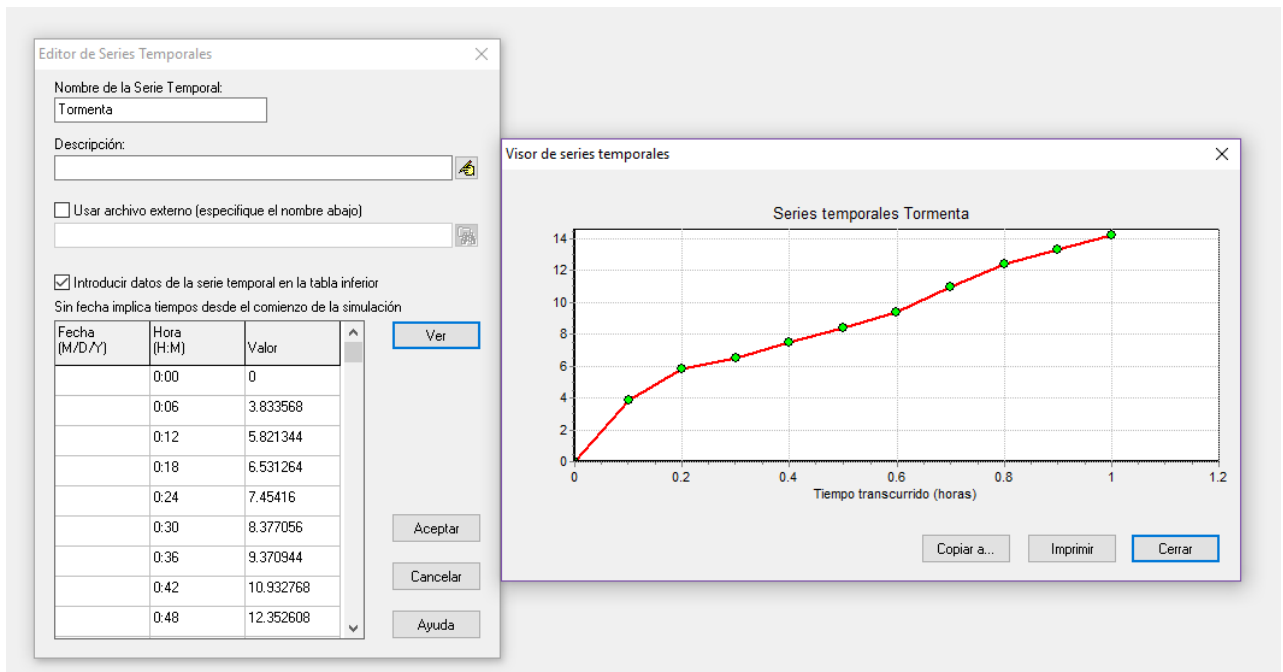 Editor de Series Temporales
Nombre de la Serie Temporal:
Tormenta
Descripción:
Usar archivo externo (especifique el nombre abajo)
Introducir datos de la serie temporal en la tabla inferior
Sin fecha implica tiempos desde el comienzo de la simulación
Fecha (M/D/Y) Hora (H:M) Valor
0:00 0
0:06 3.833568
0:12 5.821344
0:18 6.531264
0:24 7.45416
0:30 8.377056
0:36 9.370944
0:42 10.932768
0:48 12.352608
Ver
Aceptar
Cancelar
Ayuda
Visor de series temporales
Series temporales Tormenta
14
12
10
8
6
4
2
0
0 0.2 0.4 0.6 0.8 1 1.2
Tiempo transcurrido (horas)
Copiar a... Imprimir Cerrar